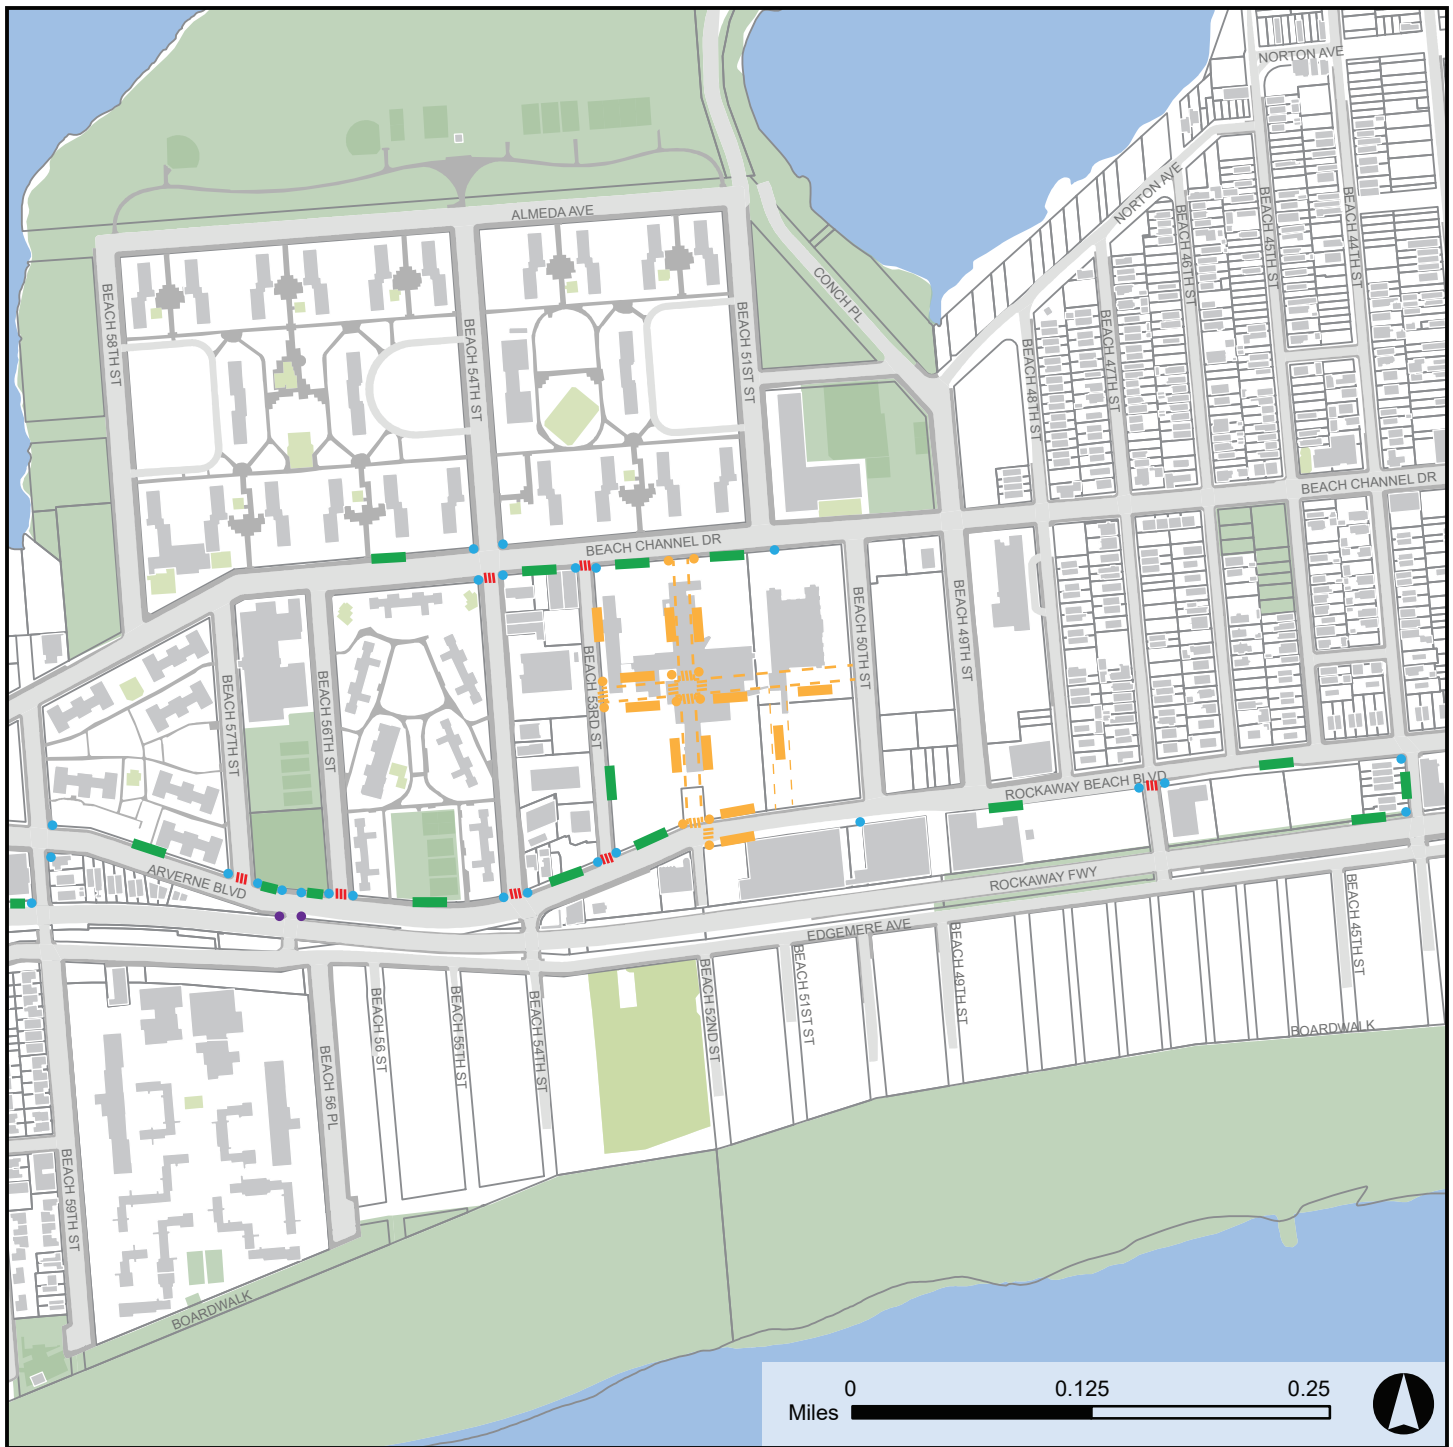 NORTON AVE
NORTON AVE
ALMEDA AVE
CONCH PL
BEACH 46TH ST
BEACH 45TH ST
BEACH 44TH ST
BEACH 58TH ST
BEACH 54TH ST
BEACH 51ST ST
BEACH 48TH ST
BEACH 47TH ST
BEACH CHANNEL DR
BEACH CHANNEL DR
BEACH 57TH ST
BEACH 56TH ST
BEACH 53RD ST
BEACH 50TH ST
BEACH 49TH ST
ROCKAWAY BEACH BLVD
ARVERNE BLVD
ROCKAWAY FWY
EDGEMERE AVE
BEACH 45TH ST
BEACH 56 ST
BEACH 55TH ST
BEACH 54TH ST
BEACH 52ND ST
BEACH 51ST ST
BEACH 49TH ST
BOARDWALK
BEACH 56 PL
BEACH 59TH ST
BOARDWALK
0 0.125 0.25
Miles